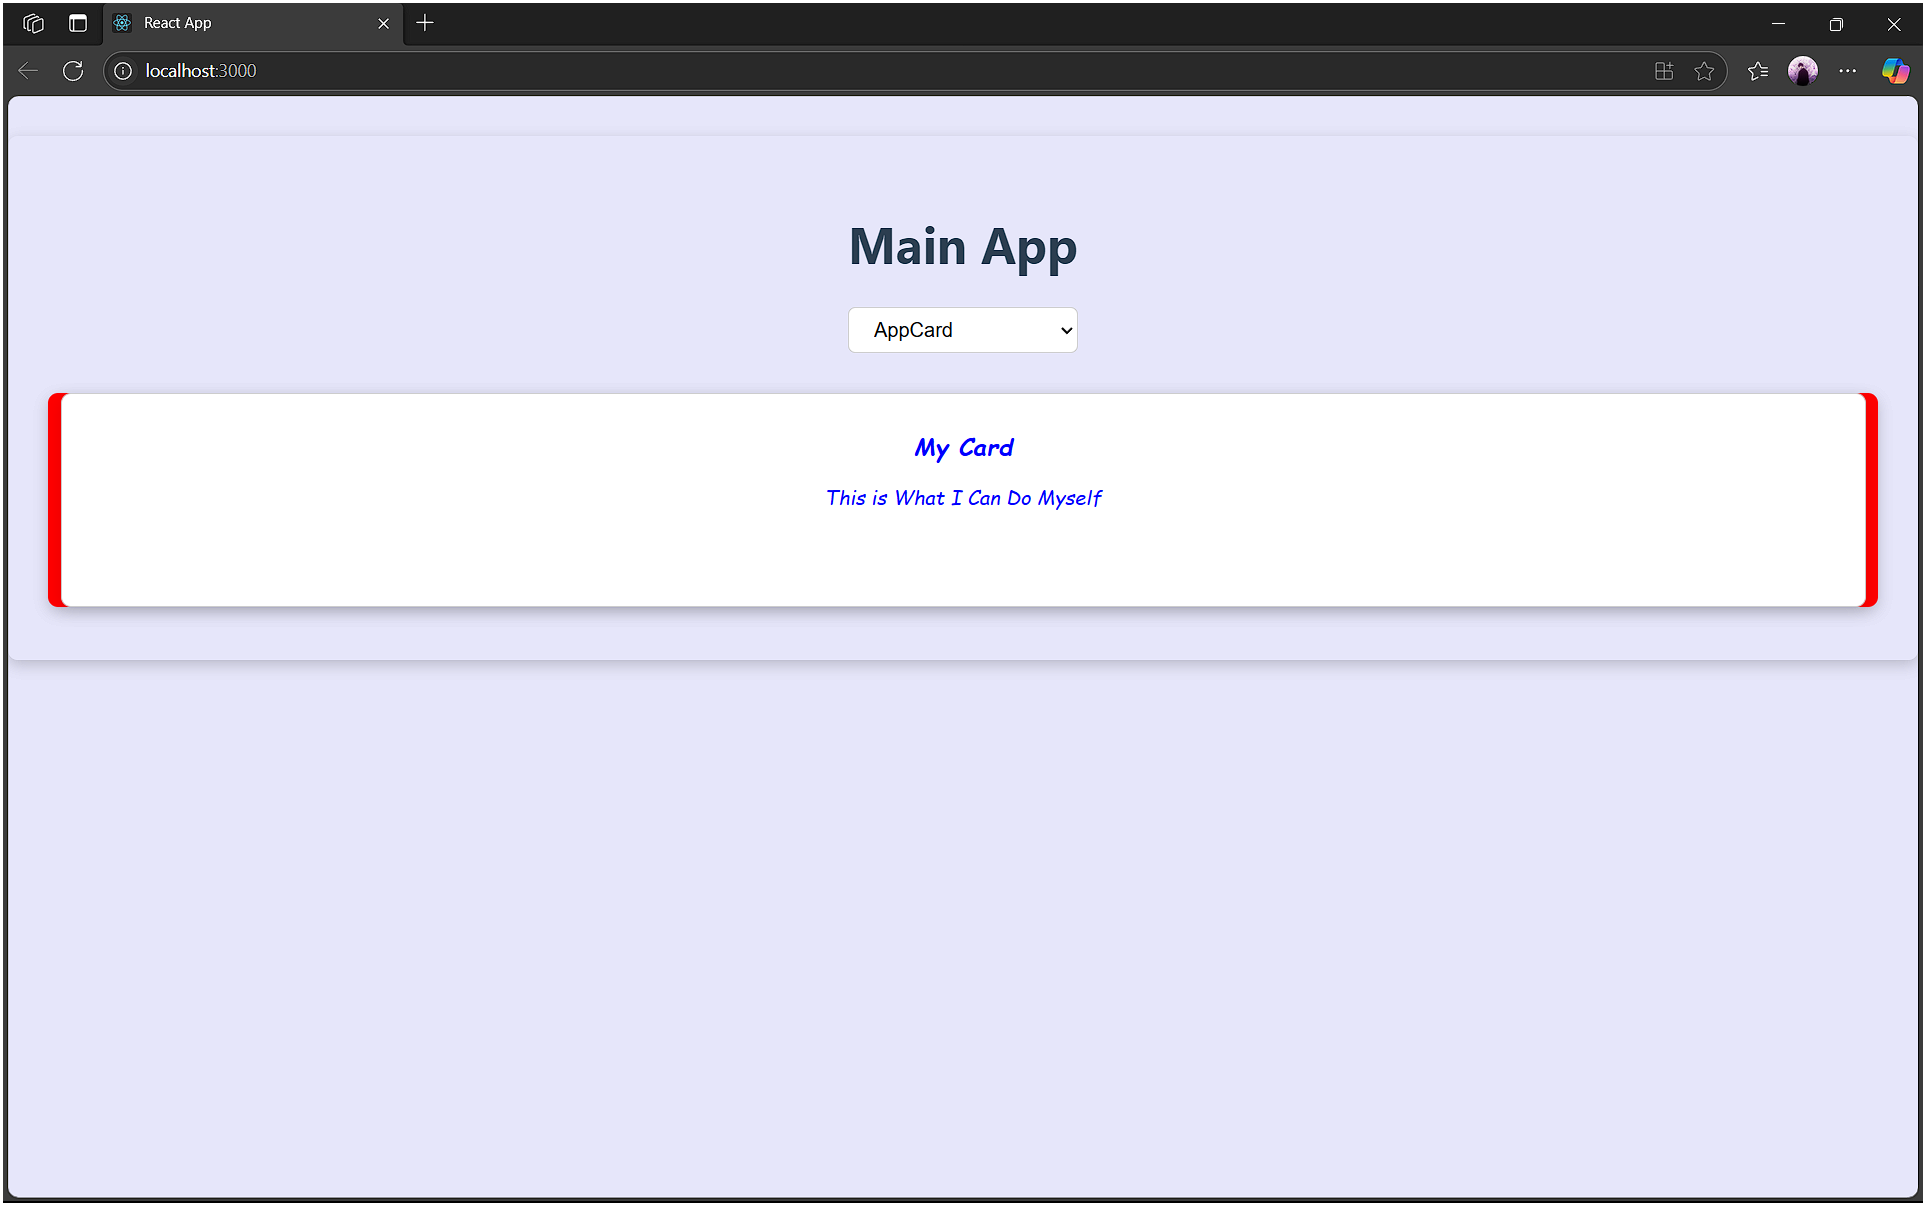 React App
localhost:3000
Main App
AppCard
My Card
This is What I Can Do Myself